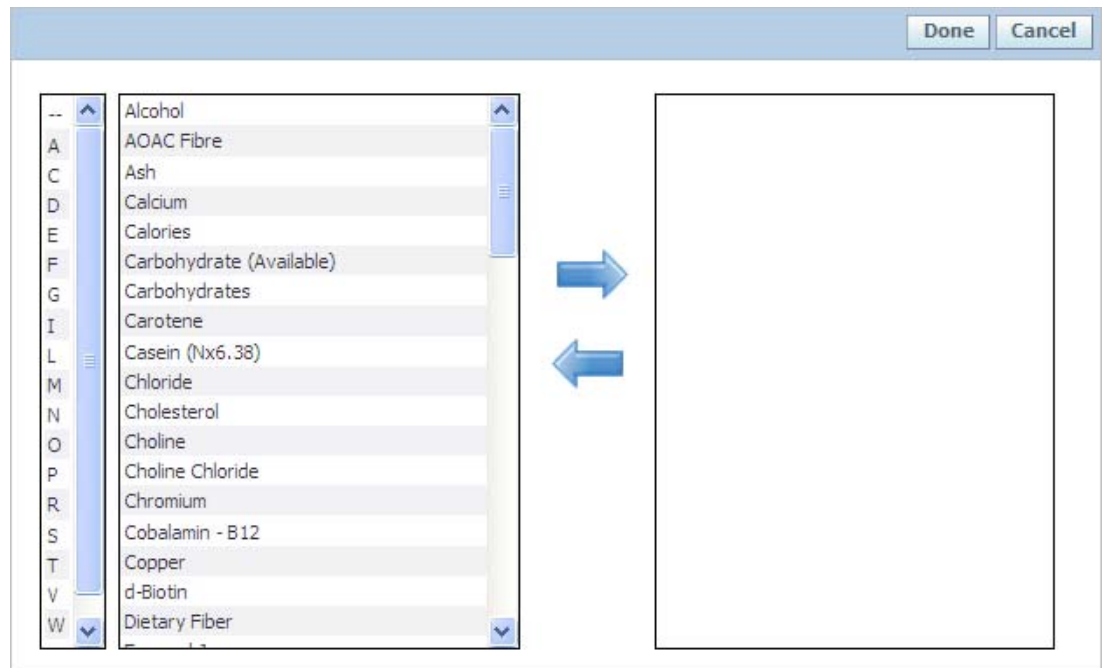 Done Cancel
--
A
C
D
E
F
G
I
L
M
N
O
P
R
S
T
V
W
Alcohol
AOAC Fibre
Ash
Calcium
Calories
Carbohydrate (Available)
Carbohydrates
Carotene
Casein (Nx6.38)
Chloride
Cholesterol
Choline
Choline Chloride
Chromium
Cobalamin - B12
Copper
d-Biotin
Dietary Fiber